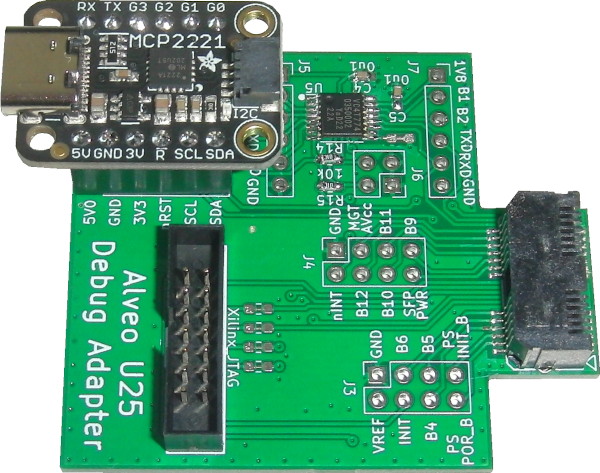 RX TX G3 G2 G1 G0
MCP2221
I2C
5V GND 3V R SCL SDA
5V0 GND 3V3 RST SCL SDA
J5
U5
0u1
C4
0u1
C5
J7
1V8 B1 B2 TXD RXD GND
R14
10k
R15
J6
GND MGT AVcc B11 B9
J4
nINT B12 B10 SFP PWR
Xilinx JTAG
GND B6 B5 PS INIT_B
J3
VREF INIT B4 PS POR_B
Alveo U25
Debug Adapter